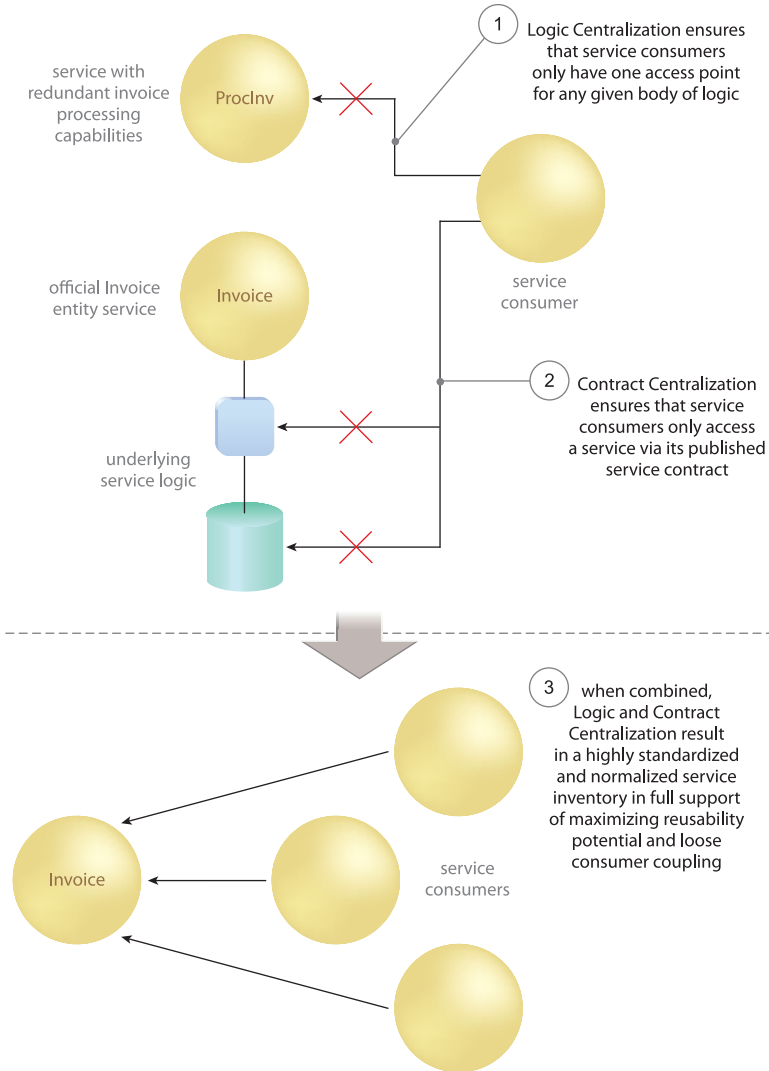 1
Logic Centralization ensures
that service consumers
only have one access point
for any given body of logic
service with
redundant invoice
processing
capabilities
ProcInv
official Invoice
entity service
Invoice
service
consumer
2
Contract Centralization
ensures that service
consumers only access
a service via its published
service contract
underlying
service logic
3
when combined,
Logic and Contract
Centralization result
in a highly standardized
and normalized service
inventory in full support
of maximizing reusability
potential and loose
consumer coupling
Invoice
service
consumers